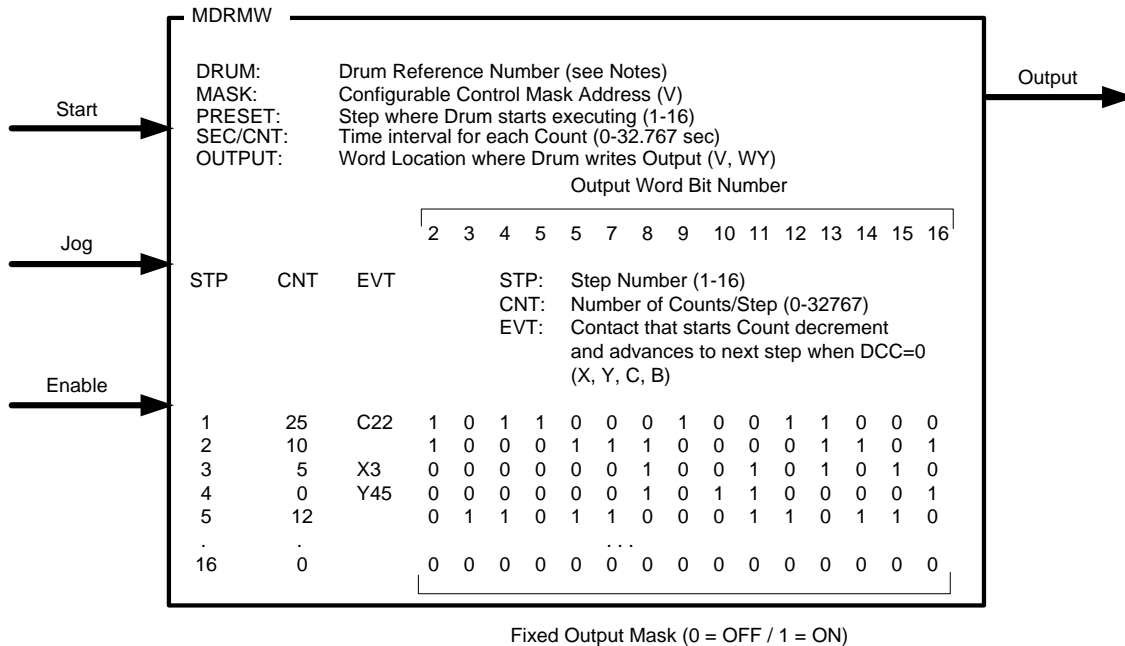 MDRMW
DRUM: Drum Reference Number (see Notes)
MASK: Configurable Control Mask Address (V)
PRESET: Step where Drum starts executing (1-16)
SEC/CNT: Time interval for each Count (0-32.767 sec)
OUTPUT: Word Location where Drum writes Output (V, WY)
Start
Output
Output Word Bit Number
2 3 4 5 5 7 8 9 10 11 12 13 14 15 16
Jog
STP CNT EVT
STP: Step Number (1-16)
CNT: Number of Counts/Step (0-32767)
EVT: Contact that starts Count decrement
and advances to next step when DCC=0
(X, Y, C, B)
Enable
1 25 C22 1 0 1 1 0 0 0 1 0 0 1 1 0 0 0
2 10 1 0 0 0 1 1 1 0 0 0 0 1 1 0 1
3 5 X3 0 0 0 0 0 0 1 0 0 1 0 1 0 1 0
4 0 Y45 0 0 0 0 0 0 1 0 1 1 0 0 0 0 1
5 12 0 1 1 0 1 1 0 0 0 1 1 0 1 1 0
. . . . .
16 0 0 0 0 0 0 0 0 0 0 0 0 0 0 0 0
Fixed Output Mask (0 = OFF / 1 = ON)